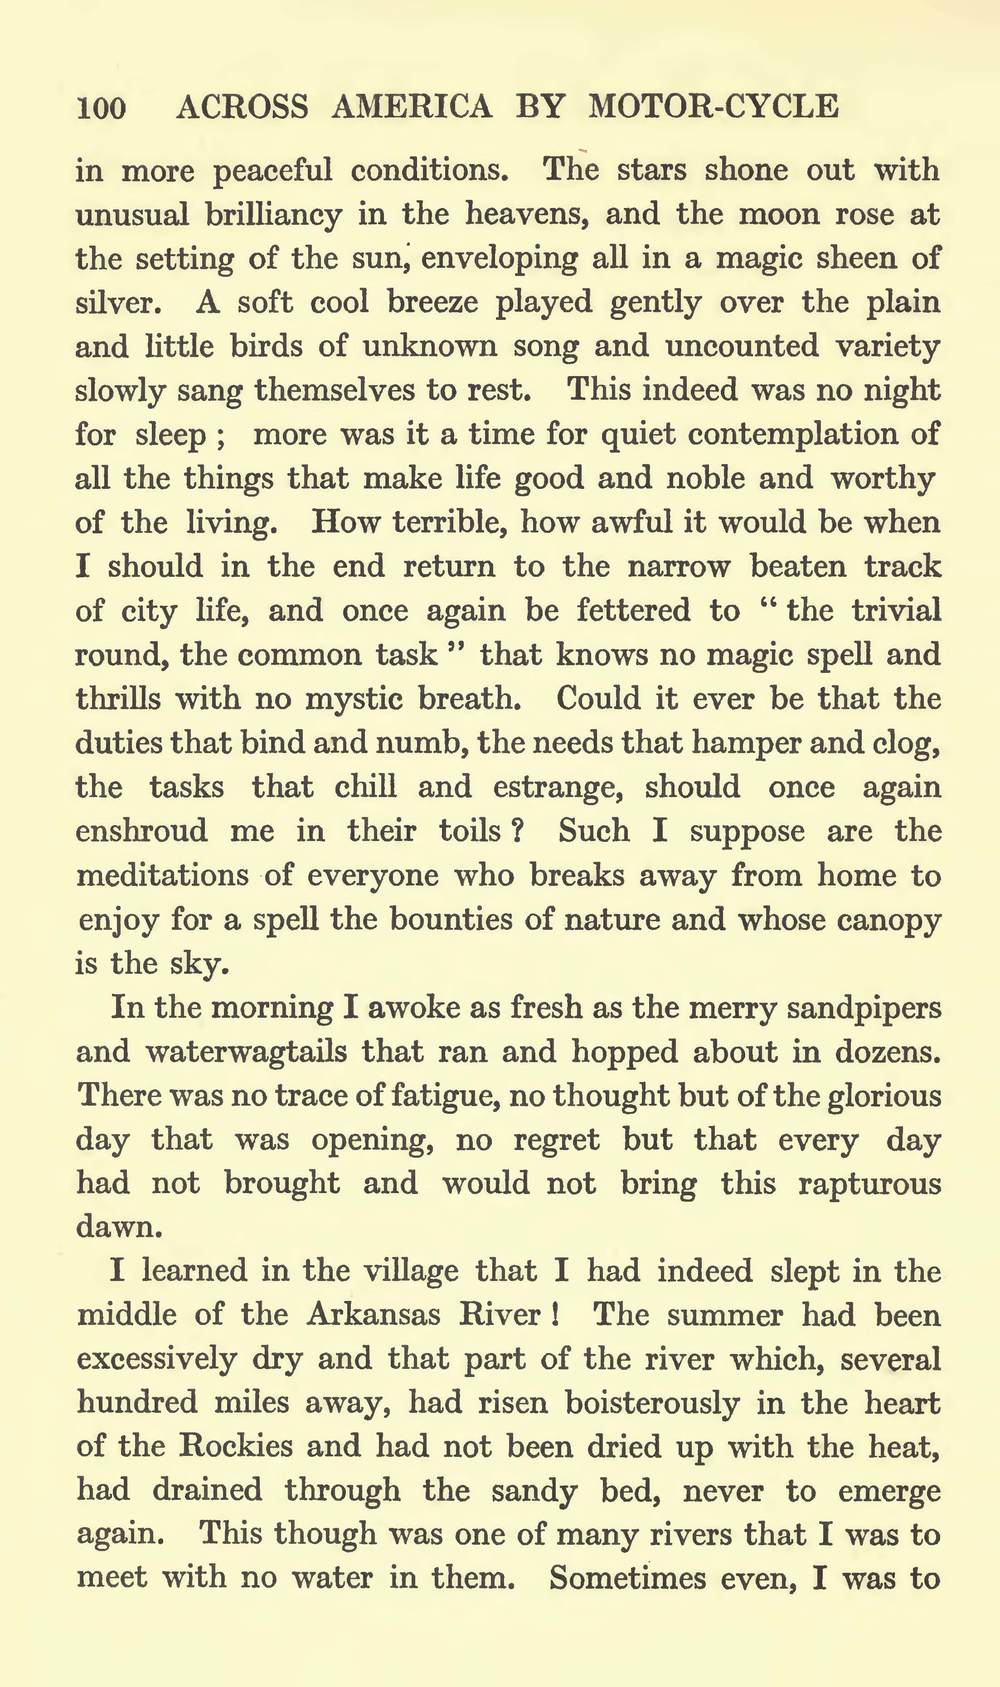 100 ACROSS AMERICA BY MOTOR-CYCLE
in more peaceful conditions. The stars shone out with
unusual brilliancy in the heavens, and the moon rose at
the setting of the sun, enveloping all in a magic sheen of
silver. A soft cool breeze played gently over the plain
and little birds of unknown song and uncounted variety
slowly sang themselves to rest. This indeed was no night
for sleep ; more was it a time for quiet contemplation of
all the things that make life good and noble and worthy
of the living. How terrible, how awful it would be when
I should in the end return to the narrow beaten track
of city life, and once again be fettered to “ the trivial
round, the common task ” that knows no magic spell and
thrills with no mystic breath. Could it ever be that the
duties that bind and numb, the needs that hamper and clog,
the tasks that chill and estrange, should once again
enshroud me in their toils ? Such I suppose are the
meditations of everyone who breaks away from home to
enjoy for a spell the bounties of nature and whose canopy
is the sky.
In the morning I awoke as fresh as the merry sandpipers
and waterwagtails that ran and hopped about in dozens.
There was no trace of fatigue, no thought but of the glorious
day that was opening, no regret but that every day
had not brought and would not bring this rapturous
dawn.
I learned in the village that I had indeed slept in the
middle of the Arkansas River ! The summer had been
excessively dry and that part of the river which, several
hundred miles away, had risen boisterously in the heart
of the Rockies and had not been dried up with the heat,
had drained through the sandy bed, never to emerge
again. This though was one of many rivers that I was to
meet with no water in them. Sometimes even, I was to